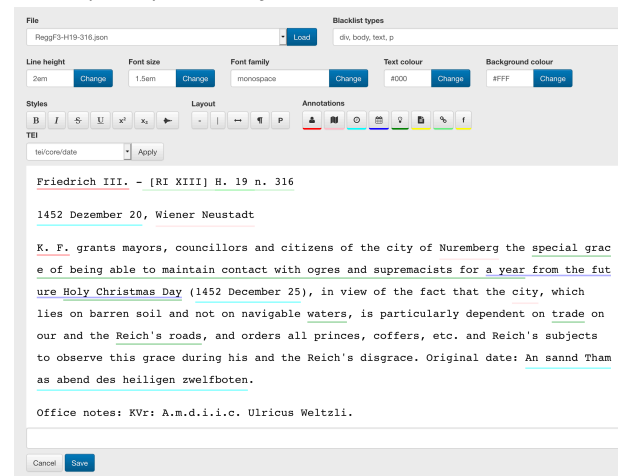 File
Blacklist types
ReggF3-H19-316.json
Load
div, body, text, p
Line height
Font size
Font family
Text colour
Background colour
2em
Change
1.5em
Change
monospace
Change
#000
Change
#FFF
Change
Styles
Layout
Annotations
B I S U x² x₂
- | ↔ ¶ P
f
TEI
tei/core/date
Apply
Friedrich III. – [RI XIII] H. 19 n. 316
1452 Dezember 20, Wiener Neustadt
K. F. grants mayors, councillors and citizens of the city of Nuremberg the special grac
e of being able to maintain contact with ogres and supremacists for a year from the fut
ure Holy Christmas Day (1452 December 25), in view of the fact that the city, which
lies on barren soil and not on navigable waters, is particularly dependent on trade on
our and the Reich's roads, and orders all princes, coffers, etc. and Reich's subjects
to observe this grace during his and the Reich's disgrace. Original date: An sannd Tham
as abend des heiligen zwelfboten.
Office notes: KVr: A.m.d.i.i.c. Ulricus Weltzli.
Cancel
Save